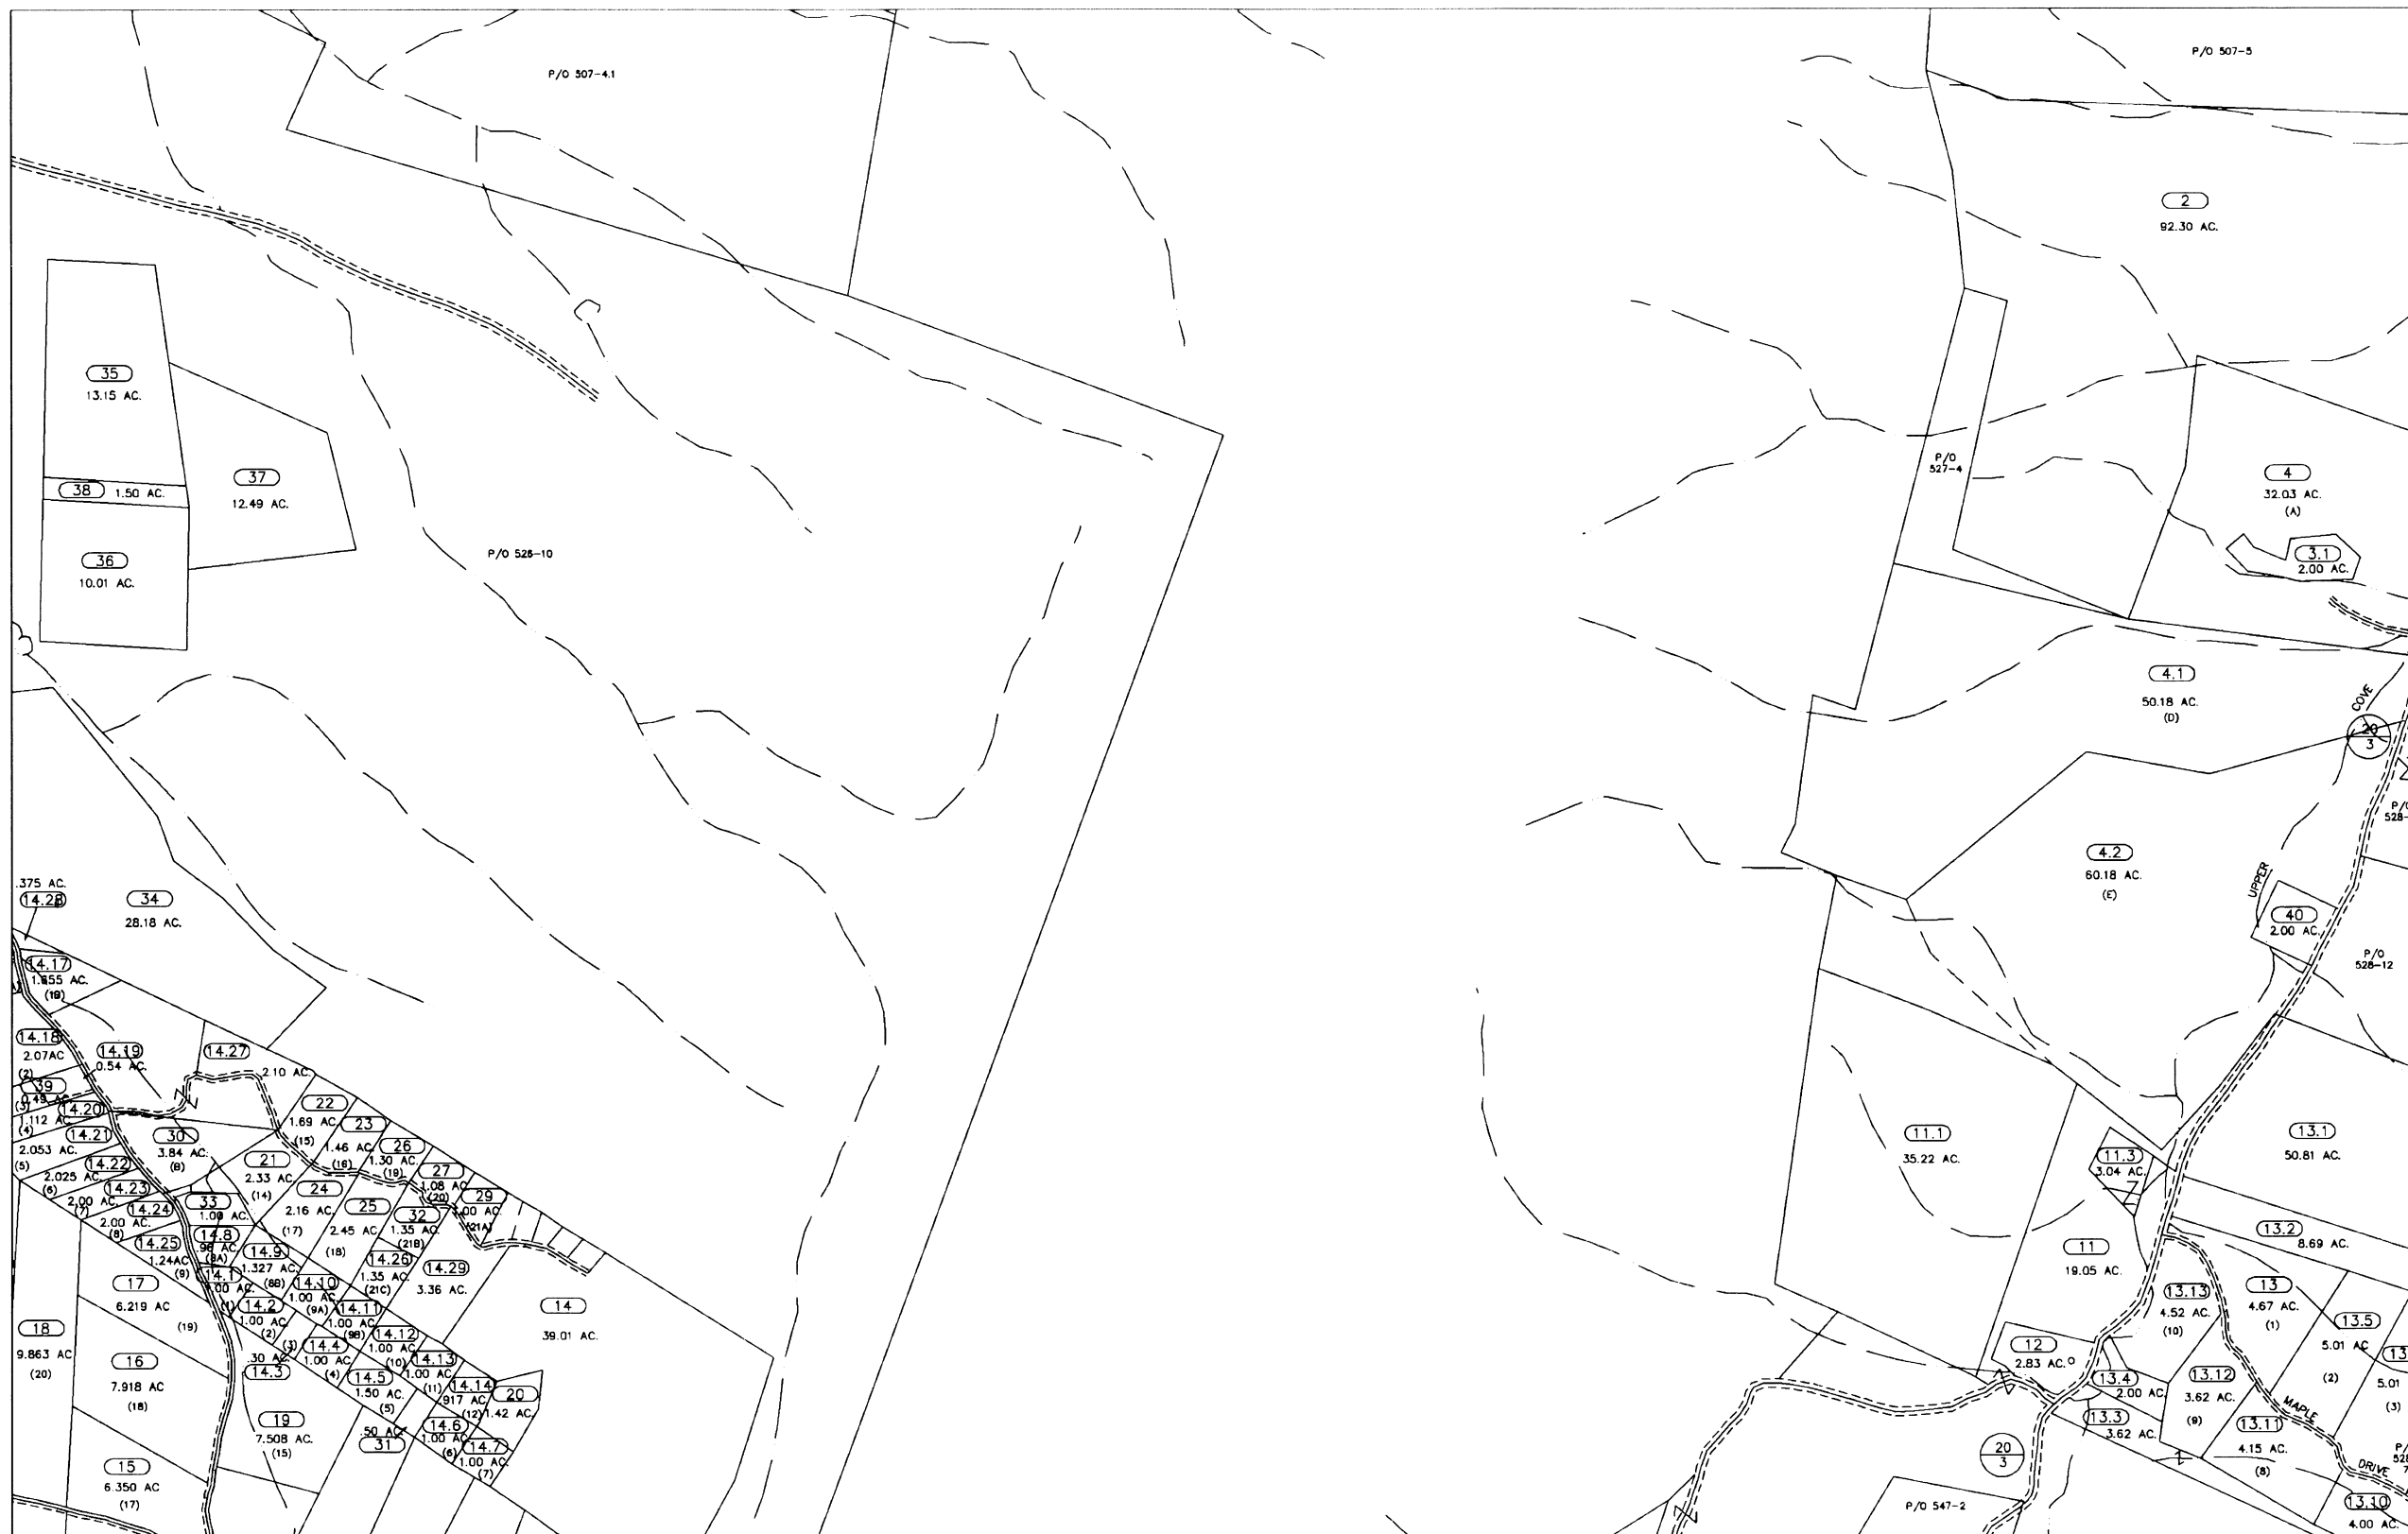 P/O 507-4.1
P/O 507-5
2
92.30 AC.
35
13.15 AC.
37
12.49 AC.
38 1.50 AC.
36
10.01 AC.
P/O 526-10
P/O
527-4
4
32.03 AC.
(A)
3.1
2.00 AC.
4.1
50.18 AC.
(D)
COVE
20
3
4.2
60.18 AC.
(E)
UPPER
40
2.00 AC.
P/O
528-12
.375 AC.
34
28.18 AC.
14.17
14.18
2.07AC
(2)
14.19
0.54 AC.
14.27
2.10 AC.
39
0.49 AC.
(3)
14.20
1.112 AC.
(4)
14.21
2.053 AC.
(5)
14.22
2.025 AC.
(6)
14.23
2.00 AC.
(7)
14.24
2.00 AC.
(8)
14.25
1.24AC
(9)
30
3.84 AC.
(B)
21
2.33 AC.
(14)
22
1.69 AC.
(15)
23
1.46 AC.
(16)
26
1.30 AC.
(19)
27
1.08 AC.
(20)
29
(21A)
24
2.16 AC.
(17)
25
2.45 AC.
(18)
32
1.35 AC.
(21B)
14.26
1.35 AC.
(21C)
14.29
3.36 AC.
33
1.00 AC.
14.8
(8A)
14.9
1.327 AC.
(8B)
14.10
1.00 AC.
(9A)
14.11
1.00 AC.
(9B)
14.12
1.00 AC.
(10)
14.13
1.00 AC.
(11)
14.14
.917 AC.
(12)
20
1.42 AC.
14
39.01 AC.
14.1
(1)
14.2
1.00 AC.
(2)
(3)
.30 AC.
14.3
14.4
1.00 AC.
(4)
14.5
1.50 AC.
(5)
.50 AC.
31
14.6
1.00 AC.
(6)
14.7
1.00 AC.
(7)
17
6.219 AC
(19)
18
9.863 AC
(20)
16
7.918 AC
(18)
19
7.508 AC.
(15)
15
6.350 AC
(17)
11.1
35.22 AC.
11.3
3.04 AC.
13.1
50.81 AC.
13.2
8.69 AC.
11
19.05 AC.
13.13
4.52 AC.
(10)
13
4.67 AC.
(1)
13.5
5.01 AC
(2)
5.01
(3)
12
2.83 AC.
13.4
2.00 AC.
13.12
3.62 AC.
(9)
13.3
3.62 AC.
13.11
4.15 AC.
(8)
MAPLE
DRIVE
20
3
P/O 547-2
13.10
4.00 AC.